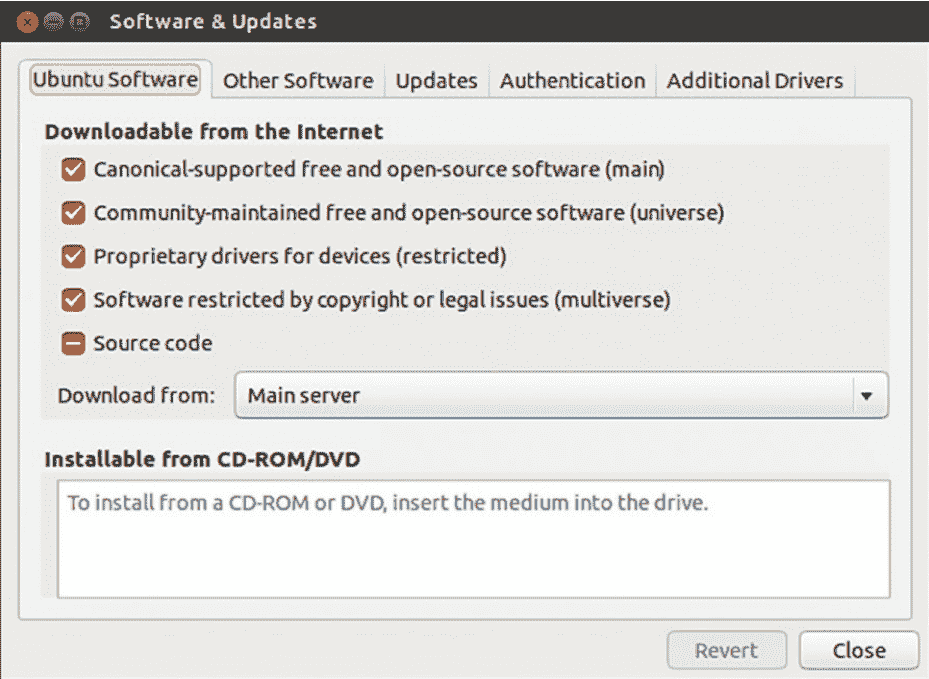 Software & Updates
Ubuntu Software
Other Software
Updates
Authentication
Additional Drivers
Downloadable from the Internet
Canonical-supported free and open-source software (main)
Community-maintained free and open-source software (universe)
Proprietary drivers for devices (restricted)
Software restricted by copyright or legal issues (multiverse)
Source code
Download from: Main server
Installable from CD-ROM/DVD
To install from a CD-ROM or DVD, insert the medium into the drive.
Revert
Close